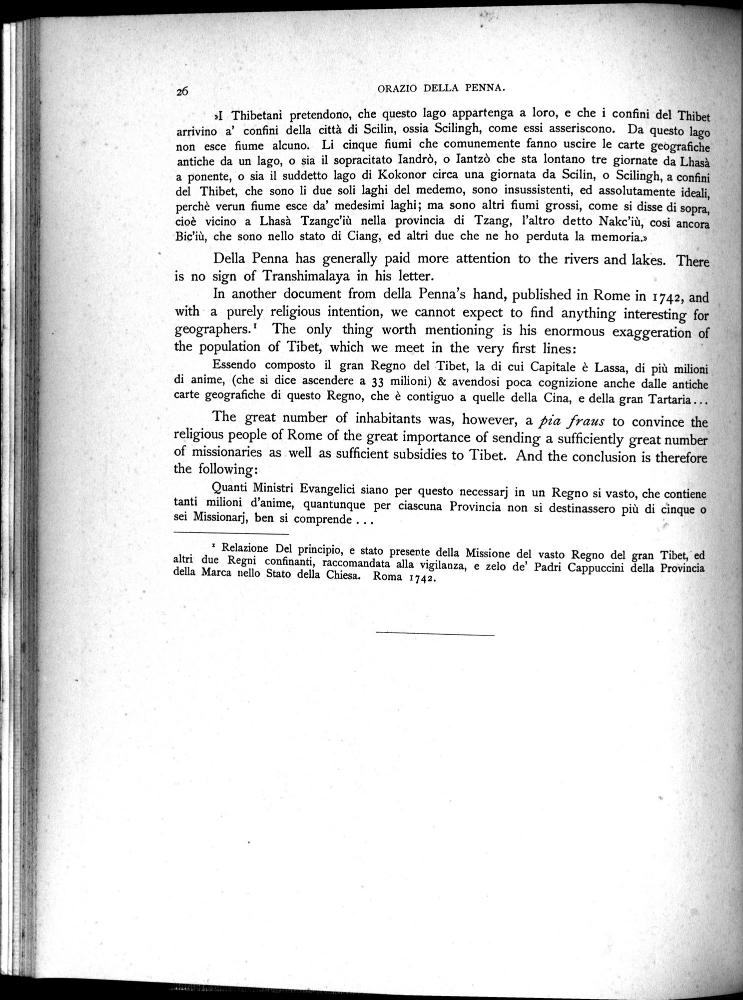 26
ORAZIO DELLA PENNA.
»I Thibetani pretendono, che questo lago appartenga a loro, e che i confini del Thibet
arrivino a' confini della città di Scilin, ossia Scilingh, come essi asseriscono. Da questo lago
non esce fiume alcuno. Li cinque fiumi che comunemente fanno uscire le carte geografiche
antiche da un lago, o sia il sopracitato Iandrò, o Iantzò che sta lontano tre giornate da Lhasà
a ponente, o sia il suddetto lago di Kokonor circa una giornata da Scilin, o Scilingh, a confini
del Thibet, che sono li due soli laghi del medemo, sono insussistenti, ed assolutamente ideali,
perchè verun fiume esce da' medesimi laghi; ma sono altri fiumi grossi, come si disse di sopra,
cioè vicino a Lhasà Tzangc'iù nella provincia di Tzang, l'altro detto Nakc'iù, cosi ancora
Bic'iù, che sono nello stato di Ciang, ed altri due che ne ho perduta la memoria.»
Della Penna has generally paid more attention to the rivers and lakes. There
is no sign of Transhimalaya in his letter.
In another document from della Penna's hand, published in Rome in 1742, and
with a purely religious intention, we cannot expect to find anything interesting for
geographers.¹ The only thing worth mentioning is his enormous exaggeration of
the population of Tibet, which we meet in the very first lines:
Essendo composto il gran Regno del Tibet, la di cui Capitale è Lassa, di più milioni
di anime, (che si dice ascendere a 33 milioni) & avendosi poca cognizione anche dalle antiche
carte geografiche di questo Regno, che è contiguo a quelle della Cina, e della gran Tartaria...
The great number of inhabitants was, however, a pia fraus to convince the
religious people of Rome of the great importance of sending a sufficiently great number
of missionaries as well as sufficient subsidies to Tibet. And the conclusion is therefore
the following:
Quanti Ministri Evangelici siano per questo necessarj in un Regno si vasto, che contiene
tanti milioni d'anime, quantunque per ciascuna Provincia non si destinassero più di cinque o
sei Missionarj, ben si comprende...
¹ Relazione Del principio, e stato presente della Missione del vasto Regno del gran Tibet, ed
altri due Regni confinanti, raccomandata alla vigilanza, e zelo de' Padri Cappuccini della Provincia
della Marca nello Stato della Chiesa. Roma 1742.